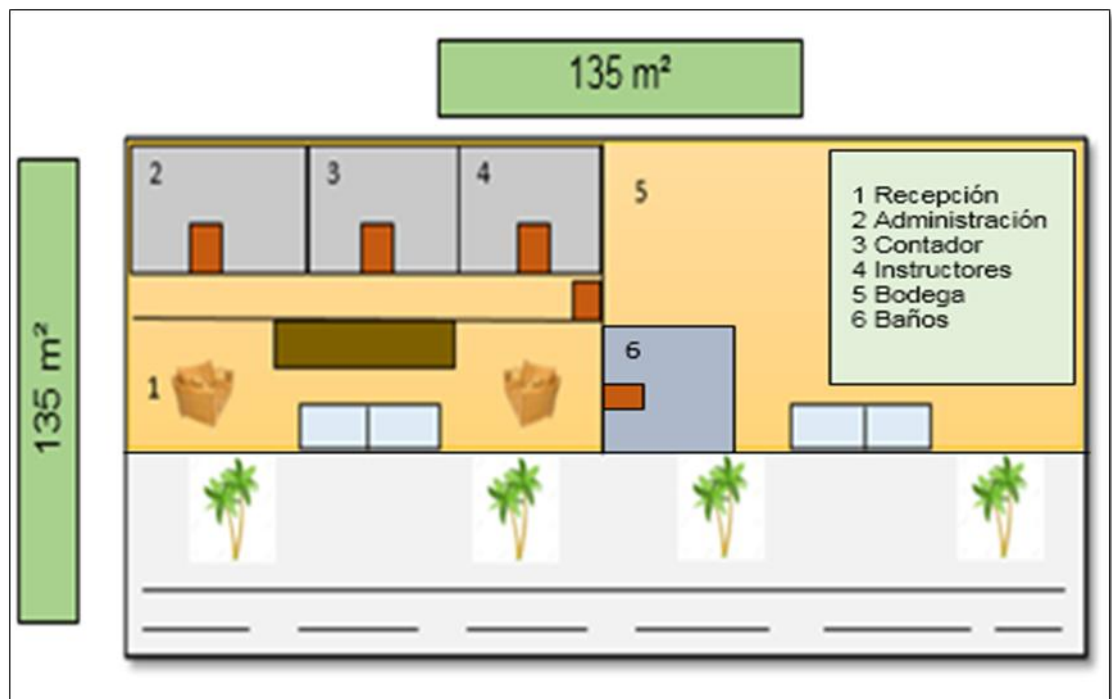 135 m²
135 m²
2
3
4
5
1 Recepción
2 Administración
3 Contador
4 Instructores
5 Bodega
6 Baños
6
1